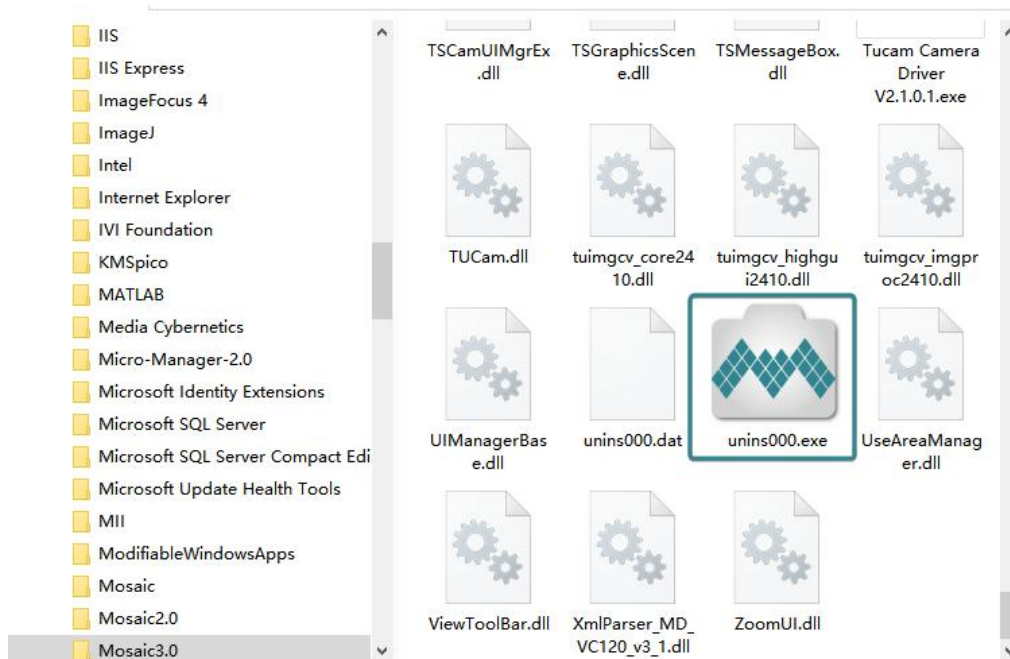 IIS
IIS Express
ImageFocus 4
ImageJ
Intel
Internet Explorer
IVI Foundation
KMSpico
MATLAB
Media Cybernetics
Micro-Manager-2.0
Microsoft Identity Extensions
Microsoft SQL Server
Microsoft SQL Server Compact Edi
Microsoft Update Health Tools
MII
ModifiableWindowsApps
Mosaic
Mosaic2.0
Mosaic3.0
TSCamUIMgrEx
.dll
TSGraphicsScen
e.dll
TSMessageBox.
dll
Tucam Camera
Driver
V2.1.0.1.exe
TUCam.dll
tuimgcv_core24
10.dll
tuimgcv_highgu
i2410.dll
tuimgcv_imgpr
oc2410.dll
UIManagerBas
e.dll
unins000.dat
unins000.exe
UseAreaManag
er.dll
ViewToolBar.dll
XmlParser_MD_
VC120_v3_1.dll
ZoomUI.dll